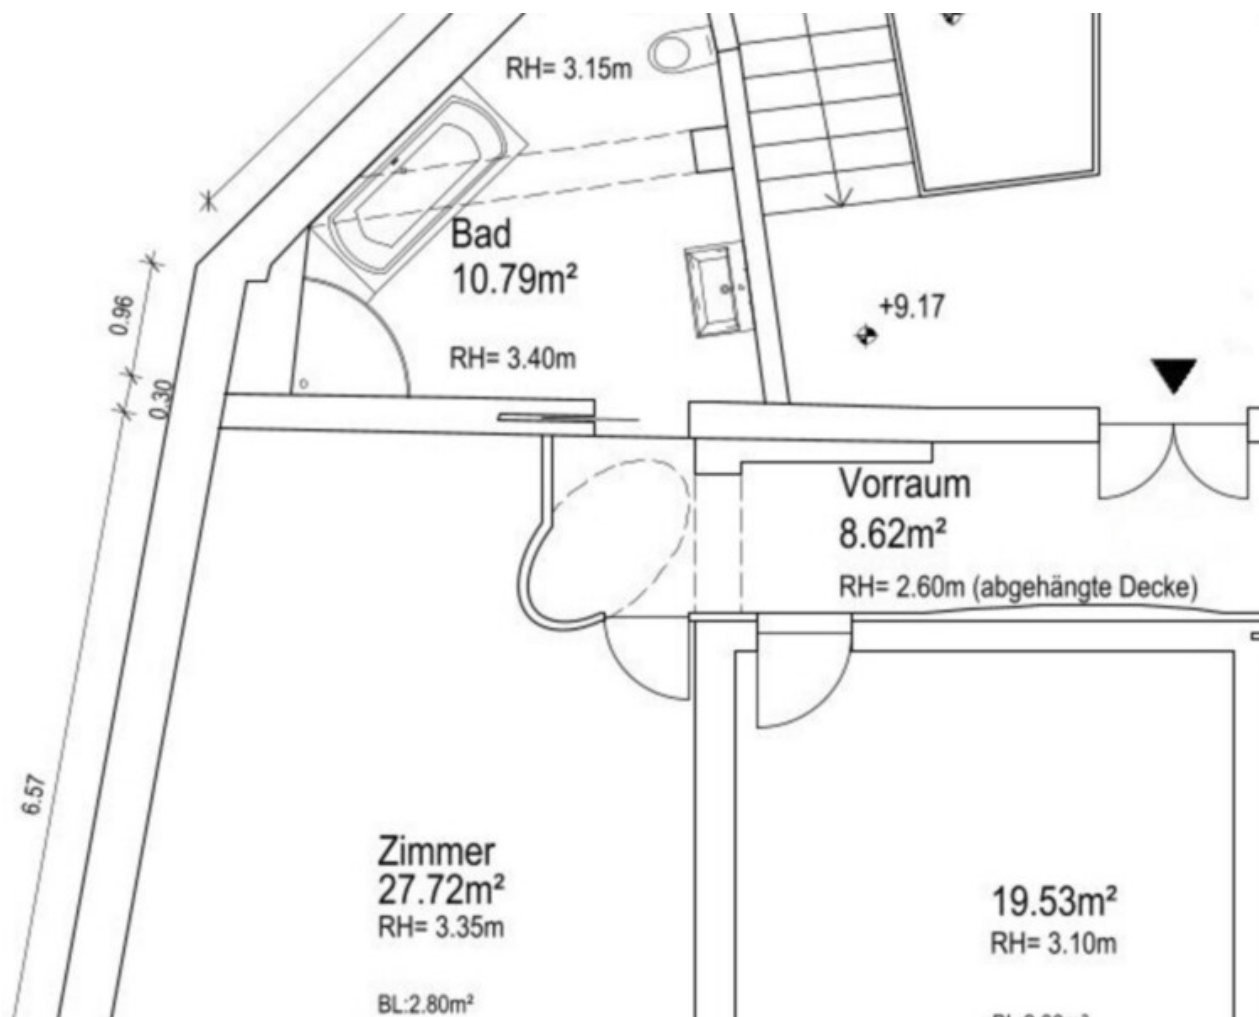 RH= 3.15m
Bad
10.79m²
RH= 3.40m
+9.17
0.96
0.30
Vorraum
8.62m²
RH= 2.60m (abgehängte Decke)
6.57
Zimmer
27.72m²
RH= 3.35m
BL:2.80m²
19.53m²
RH= 3.10m